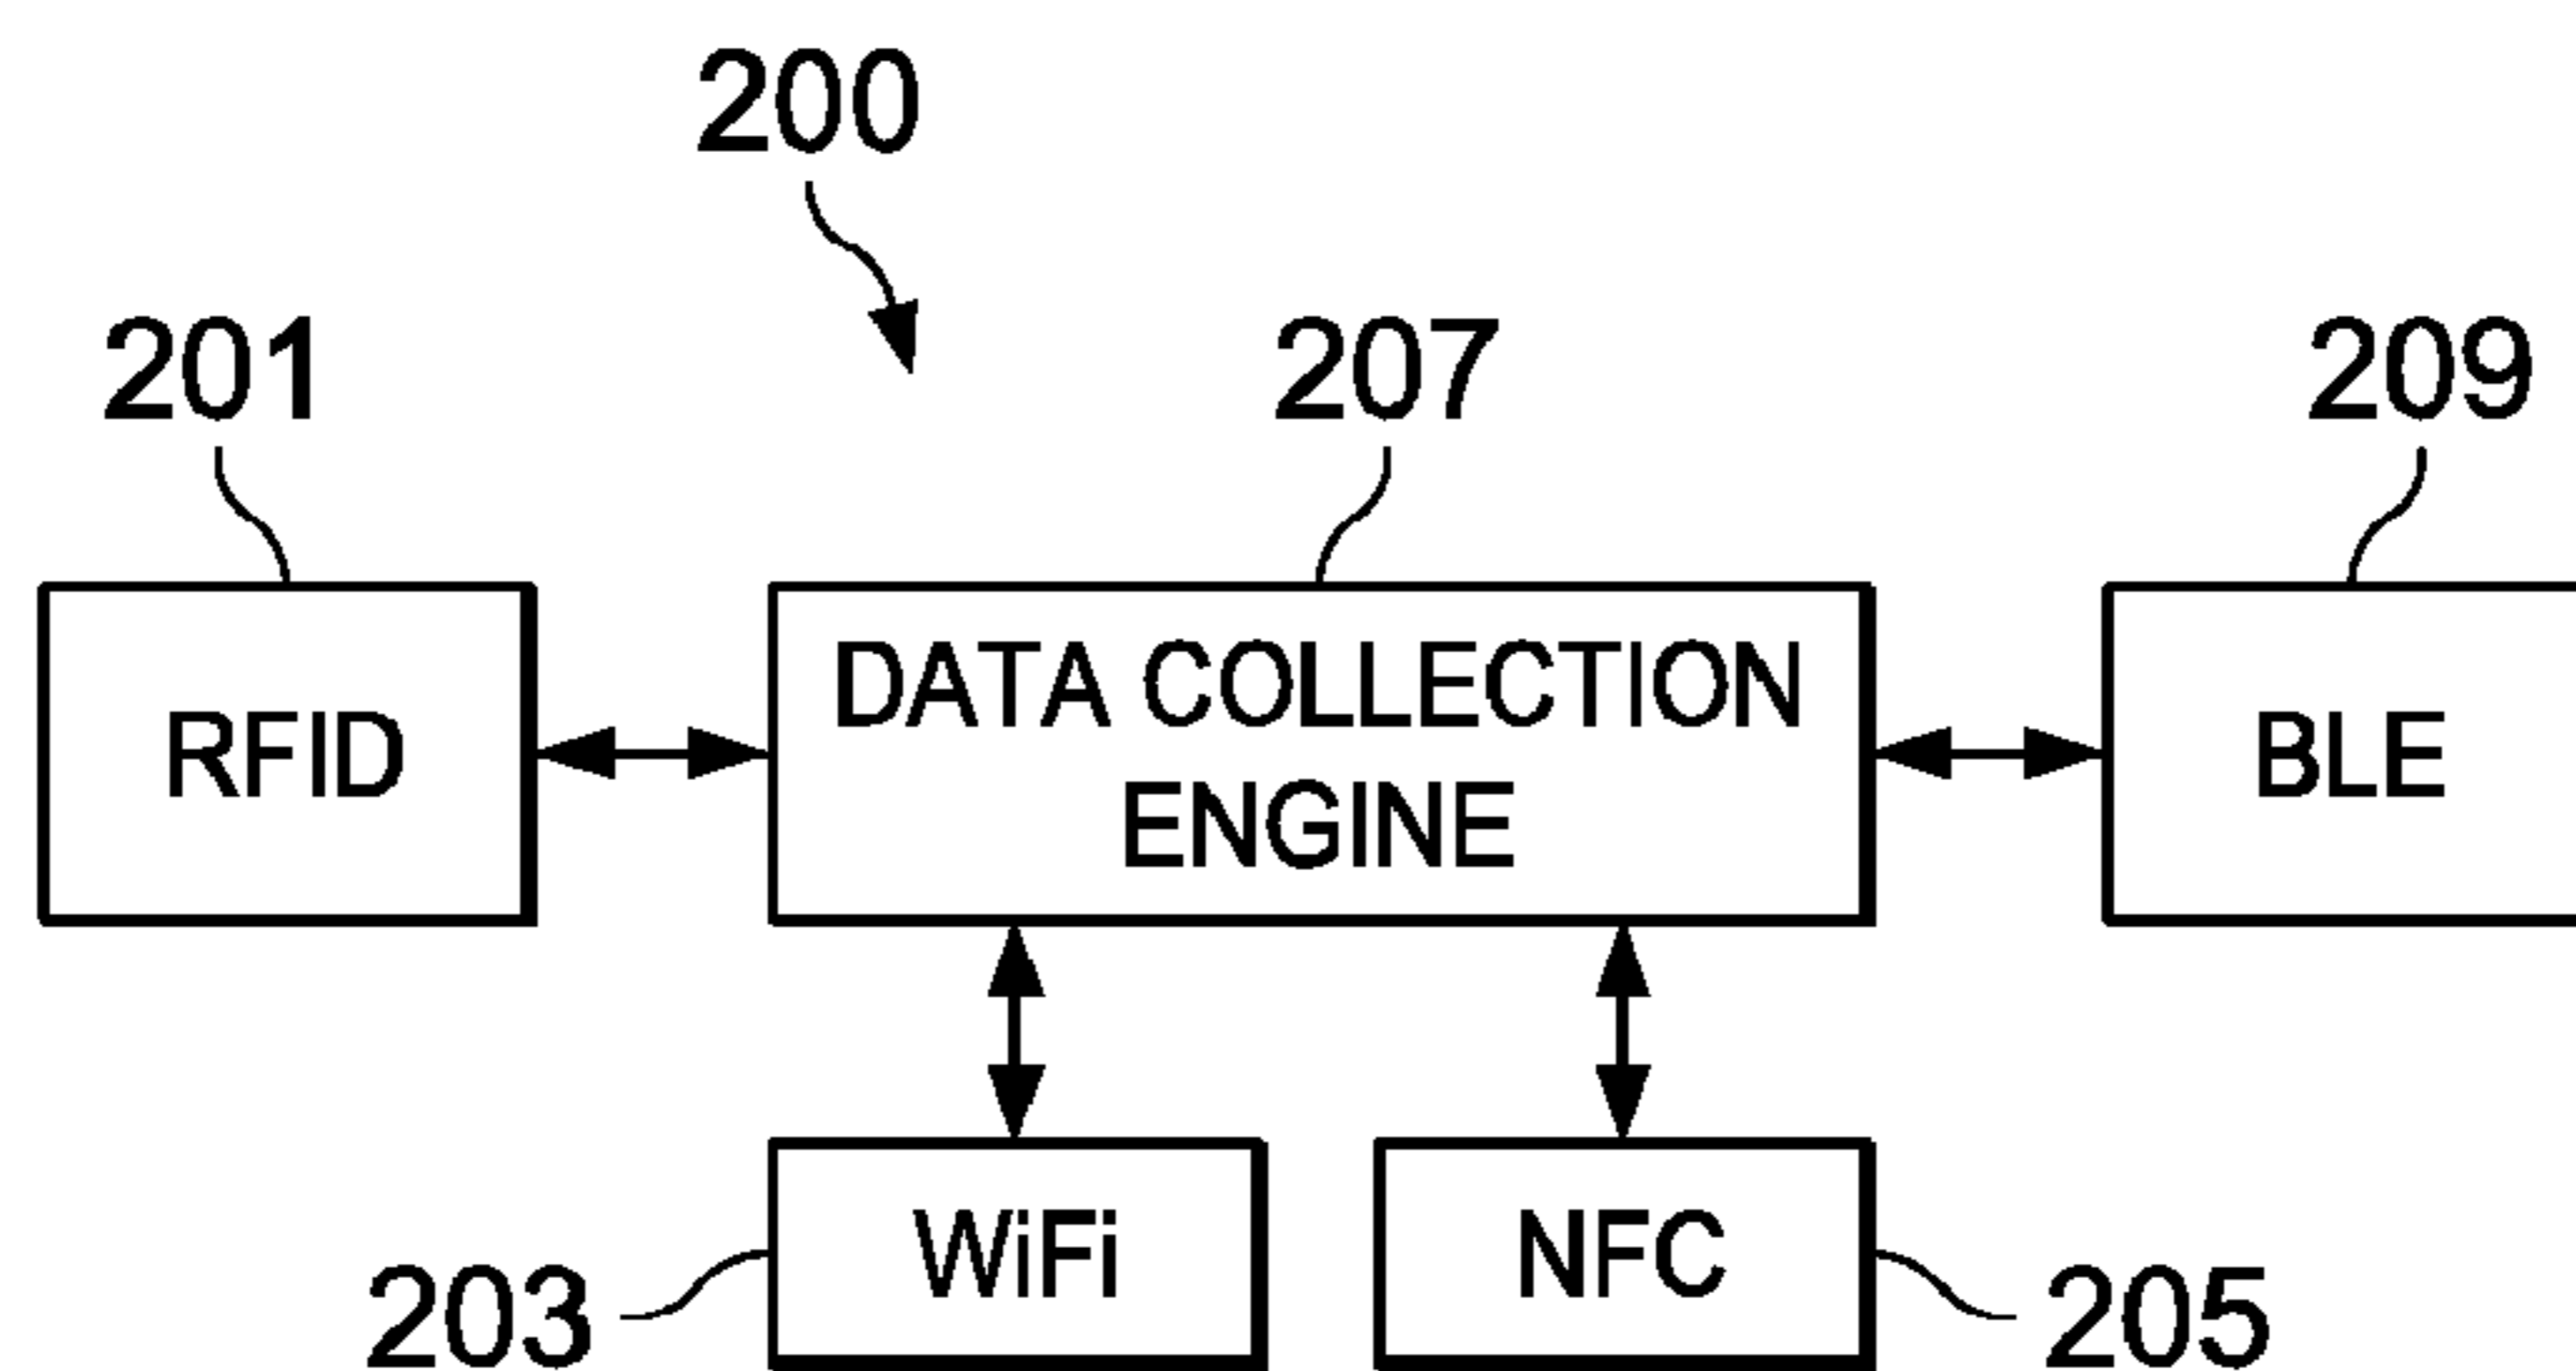 200
201
207
209
RFID
DATA COLLECTION
ENGINE
BLE
WiFi
NFC
203
205